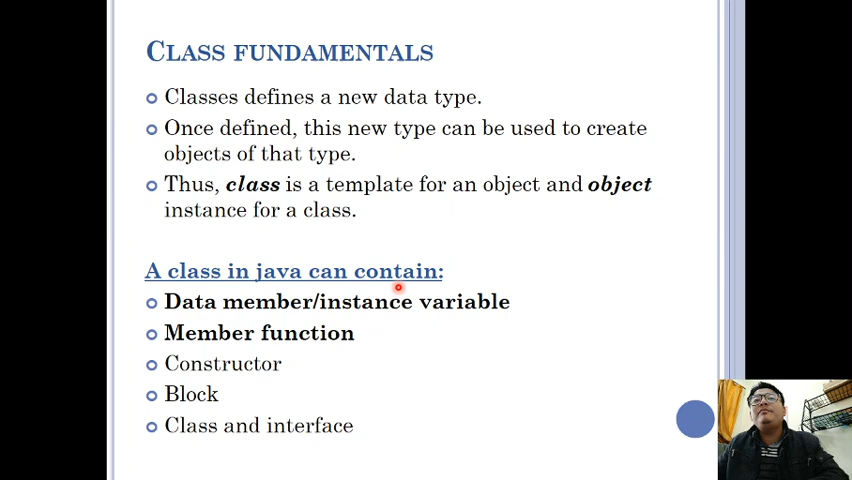 CLASS FUNDAMENTALS
Classes defines a new data type.
Once defined, this new type can be used to create
objects of that type.
Thus, class is a template for an object and object
instance for a class.
A class in java can contain:
Data member/instance variable
Member function
Constructor
Block
Class and interface